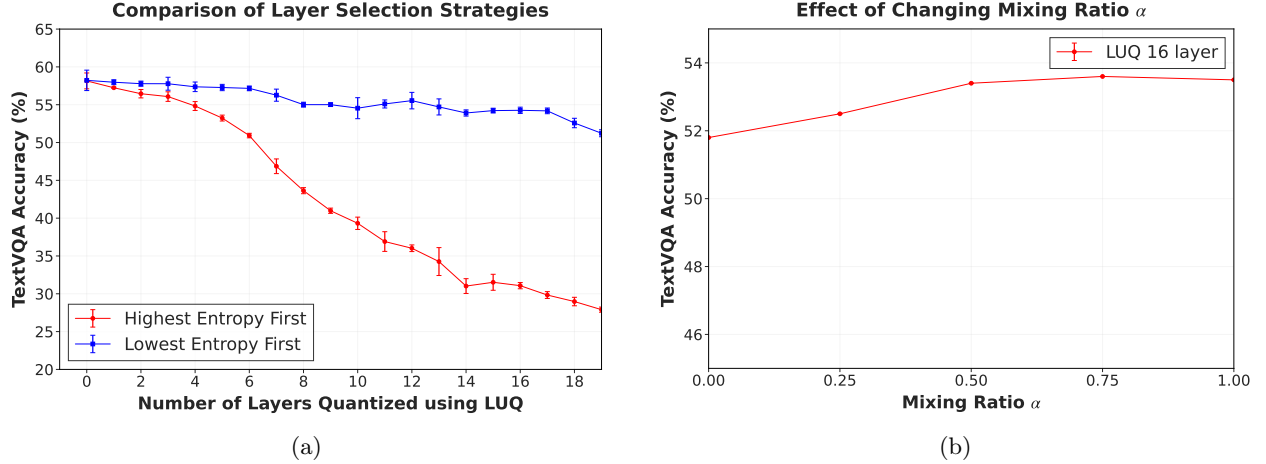 Comparison of Layer Selection Strategies
65
60
55
50
45
40
35
30
25
20
TextVQA Accuracy (%)
Highest Entropy First
Lowest Entropy First
0 2 4 6 8 10 12 14 16 18
Number of Layers Quantized using LUQ
(a)
Effect of Changing Mixing Ratio α
LUQ 16 layer
54
52
50
48
46
TextVQA Accuracy (%)
0.00 0.25 0.50 0.75 1.00
Mixing Ratio α
(b)